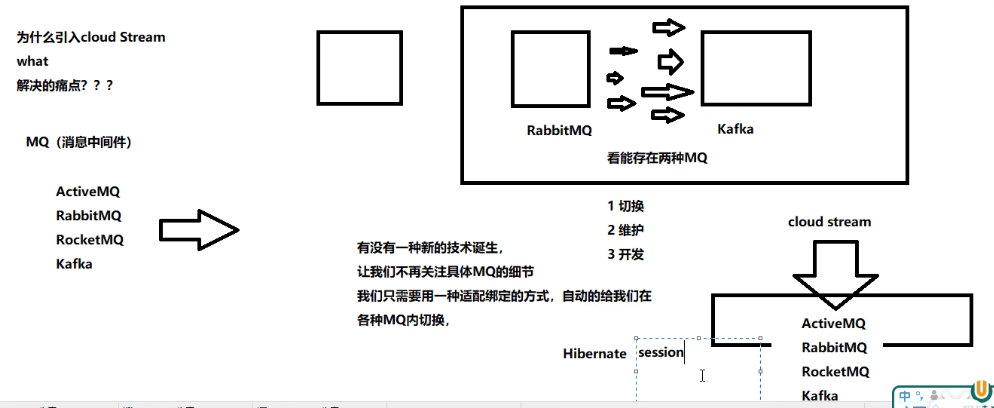 为什么引入cloud Stream
what
解决的痛点？？？
MQ（消息中间件）
ActiveMQ
RabbitMQ
RocketMQ
Kafka
RabbitMQ
Kafka
看能存在两种MQ
1 切换
2 维护
3 开发
有没有一种新的技术诞生，
让我们不再关注具体MQ的细节
我们只需要用一种适配绑定的方式，自动的给我们在
各种MQ内切换，
cloud stream
ActiveMQ
RabbitMQ
RocketMQ
Kafka
Hibernate
session
中